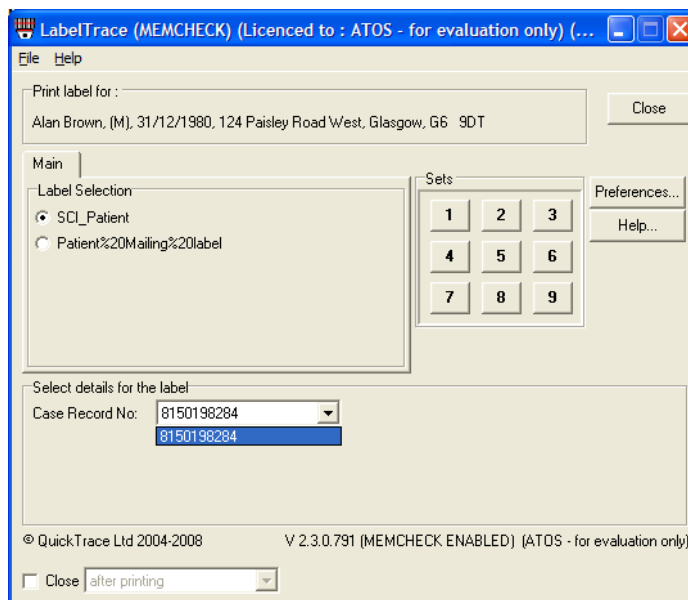 LabelTrace (MEMCHECK) (Licenced to : ATOS - for evaluation only) (...
File Help
Print label for :
Alan Brown, (M), 31/12/1980, 124 Paisley Road West, Glasgow, G6 9DT
Close
Main
Label Selection
SCI_Patient
Patient%20Mailing%20label
Sets
1 2 3
4 5 6
7 8 9
Preferences...
Help...
Select details for the label
Case Record No: 8150198284
8150198284
© QuickTrace Ltd 2004-2008 V 2.3.0.791 (MEMCHECK ENABLED) (ATOS - for evaluation only)
Close after printing